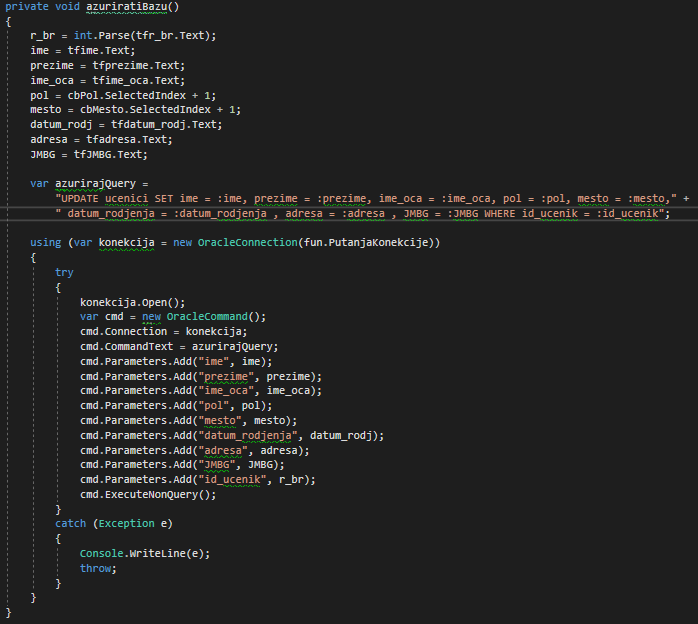 private void azuriratiBazu()
{
    r_br = int.Parse(tfr_br.Text);
    ime = tfime.Text;
    prezime = tfprezime.Text;
    ime_oca = tfime_oca.Text;
    pol = cbPol.SelectedIndex + 1;
    mesto = cbMesto.SelectedIndex + 1;
    datum_rodj = tfdatum_rodj.Text;
    adresa = tfadresa.Text;
    JMBG = tfJMBG.Text;

    var azurirajQuery =
        "UPDATE ucenici SET ime = :ime, prezime = :prezime, ime_oca = :ime_oca, pol = :pol, mesto = :mesto," +
        " datum_rodjenja = :datum_rodjenja , adresa = :adresa , JMBG = :JMBG WHERE id_ucenik = :id_ucenik";

    using (var konekcija = new OracleConnection(fun.PutanjaKonekcije))
    {
        try
        {
            konekcija.Open();
            var cmd = new OracleCommand();
            cmd.Connection = konekcija;
            cmd.CommandText = azurirajQuery;
            cmd.Parameters.Add("ime", ime);
            cmd.Parameters.Add("prezime", prezime);
            cmd.Parameters.Add("ime_oca", ime_oca);
            cmd.Parameters.Add("pol", pol);
            cmd.Parameters.Add("mesto", mesto);
            cmd.Parameters.Add("datum_rodjenja", datum_rodj);
            cmd.Parameters.Add("adresa", adresa);
            cmd.Parameters.Add("JMBG", JMBG);
            cmd.Parameters.Add("id_ucenik", r_br);
            cmd.ExecuteNonQuery();
        }
        catch (Exception e)
        {
            Console.WriteLine(e);
            throw;
        }
    }
}